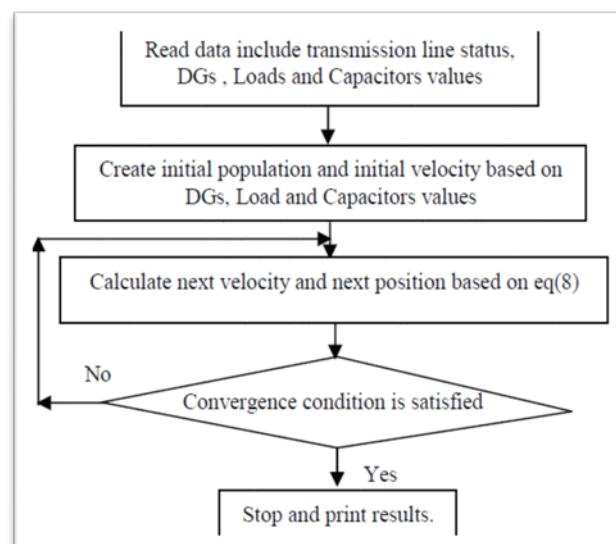 Read data include transmission line status,
DGs , Loads and Capacitors values
Create initial population and initial velocity based on
DGs, Load and Capacitors values
Calculate next velocity and next position based on eq(8)
No
Convergence condition is satisfied
Yes
Stop and print results.